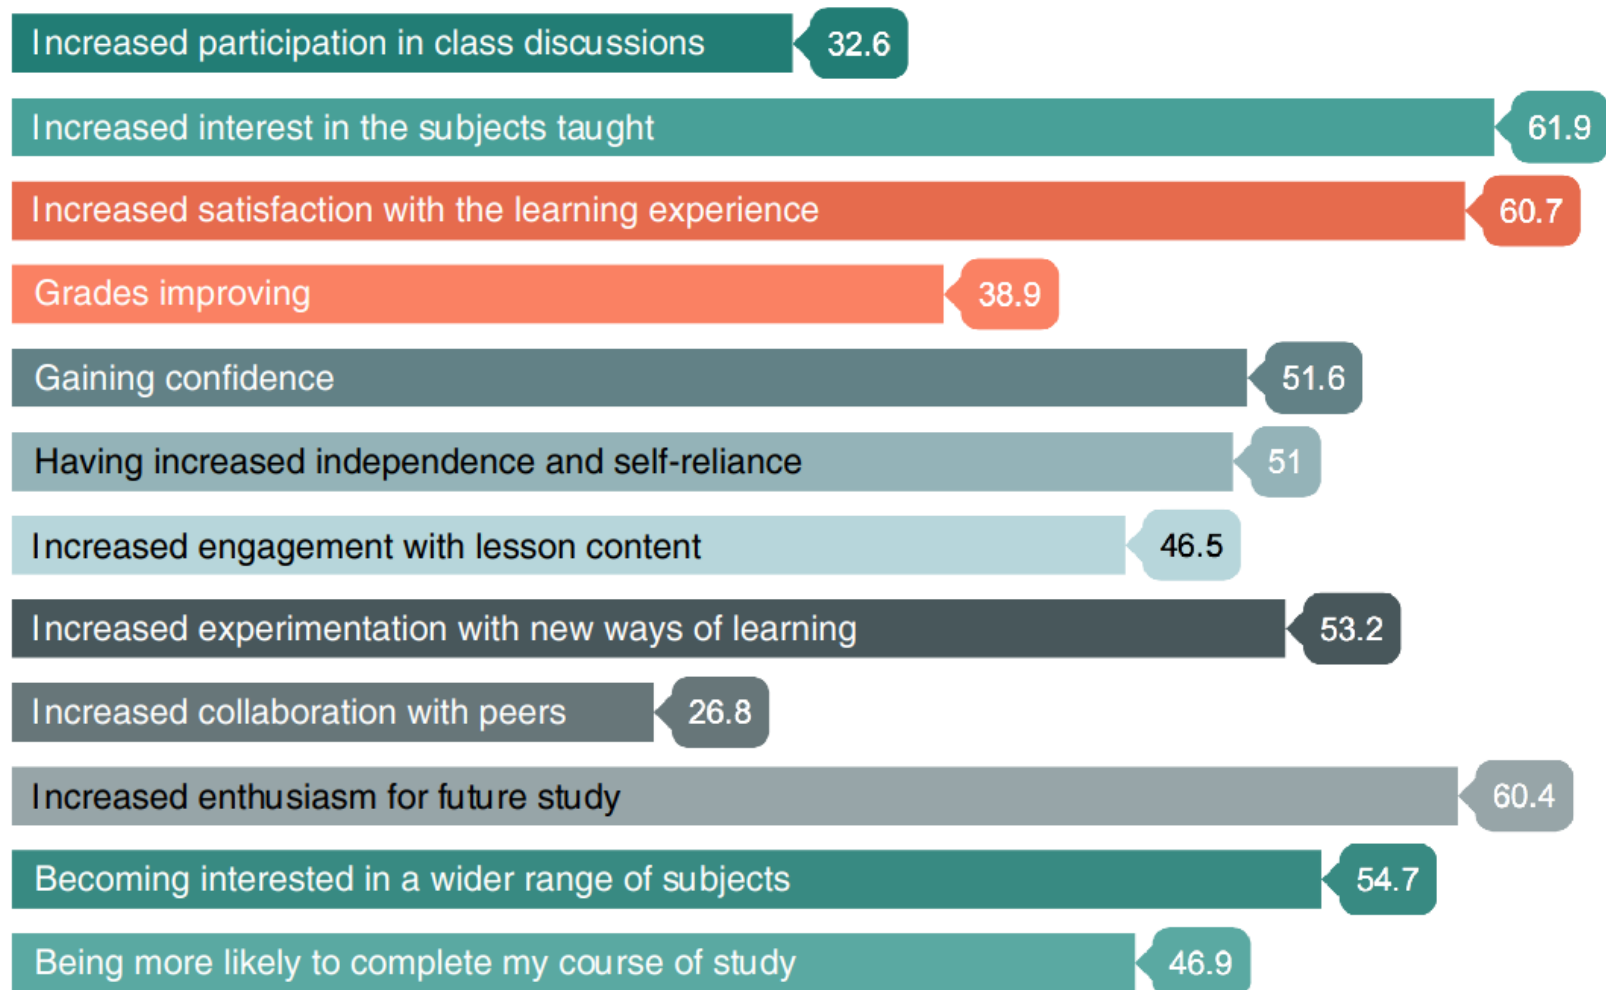 Increased participation in class discussions 32.6
Increased interest in the subjects taught 61.9
Increased satisfaction with the learning experience 60.7
Grades improving 38.9
Gaining confidence 51.6
Having increased independence and self-reliance 51
Increased engagement with lesson content 46.5
Increased experimentation with new ways of learning 53.2
Increased collaboration with peers 26.8
Increased enthusiasm for future study 60.4
Becoming interested in a wider range of subjects 54.7
Being more likely to complete my course of study 46.9